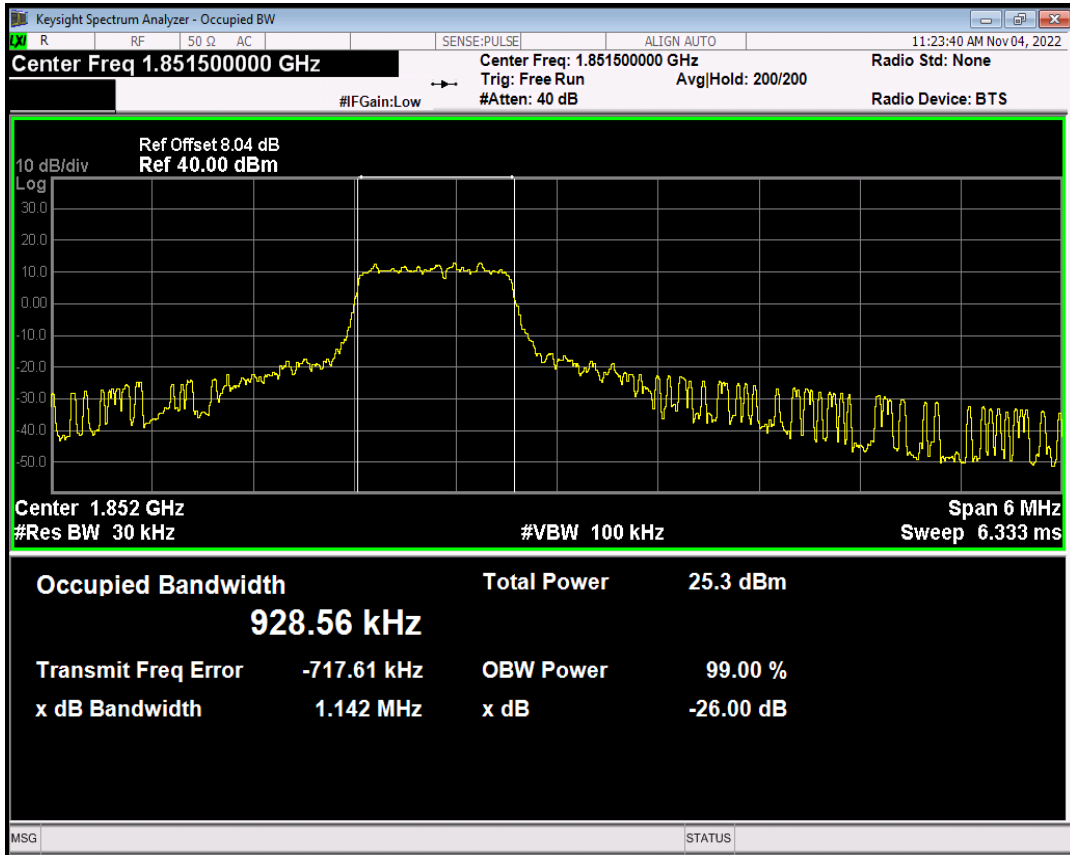 Keysight Spectrum Analyzer - Occupied BW
LXI R RF 50 Ω AC SENSE:PULSE ALIGN AUTO 11:23:40 AM Nov 04, 2022
Center Freq 1.851500000 GHz
Center Freq: 1.851500000 GHz
Radio Std: None
Trig: Free Run Avg|Hold: 200/200
#IFGain:Low #Atten: 40 dB Radio Device: BTS
Ref Offset 8.04 dB
10 dB/div Ref 40.00 dBm
Log
30.0
20.0
10.0
0.00
-10.0
-20.0
-30.0
-40.0
-50.0
Center 1.852 GHz Span 6 MHz
#Res BW 30 kHz #VBW 100 kHz Sweep 6.333 ms
Occupied Bandwidth Total Power 25.3 dBm
928.56 kHz
Transmit Freq Error -717.61 kHz OBW Power 99.00 %
x dB Bandwidth 1.142 MHz x dB -26.00 dB
MSG STATUS